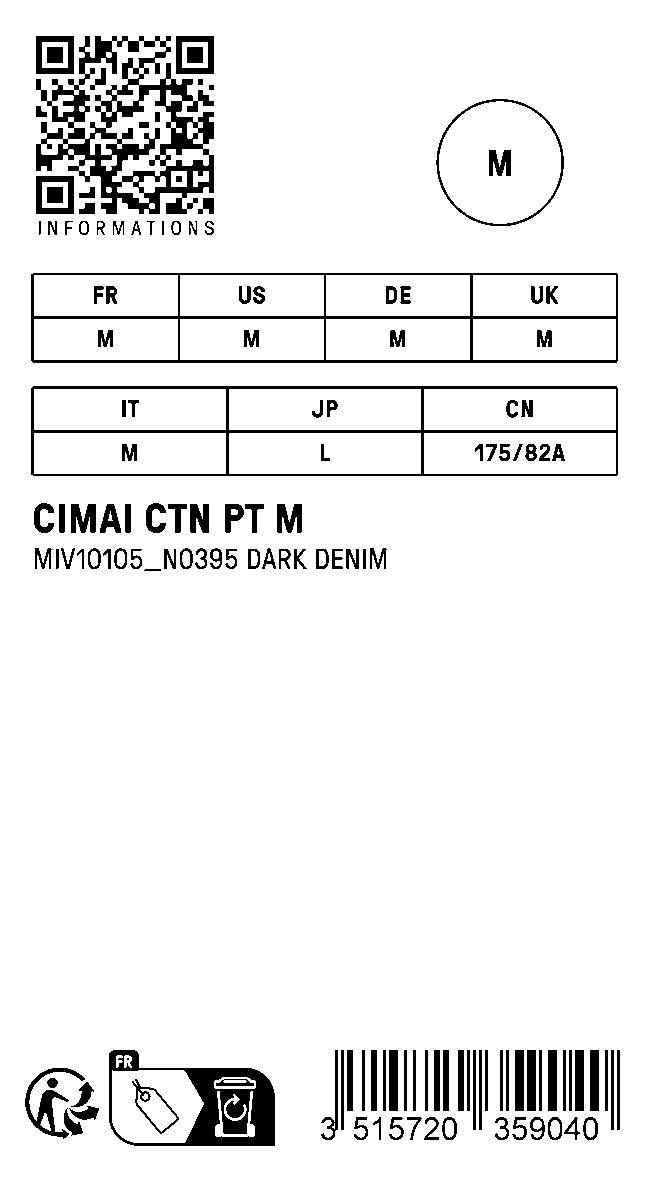 INFORMATIONS
M
FR US DE UK
M M M M
IT JP CN
M L 175/82A
CIMAI CTN PT M
MIV10105_N0395 DARK DENIM
FR
3 515720 359040